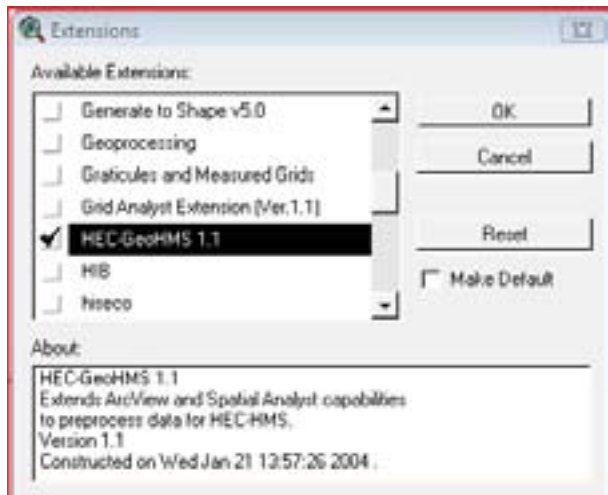 Extensions
Available Extensions:
Generate to Shape v5.0
Geoprocessing
Graticules and Measured Grids
Grid Analyst Extension (Ver.1.1)
HEC-GeoHMS 1.1
HIB
hiseco
OK
Cancel
Reset
Make Default
About:
HEC-GeoHMS 1.1
Extends ArcView and Spatial Analyst capabilities
to preprocess data for HEC-HMS.
Version 1.1
Constructed on Wed Jan 21 13:57:26 2004 .